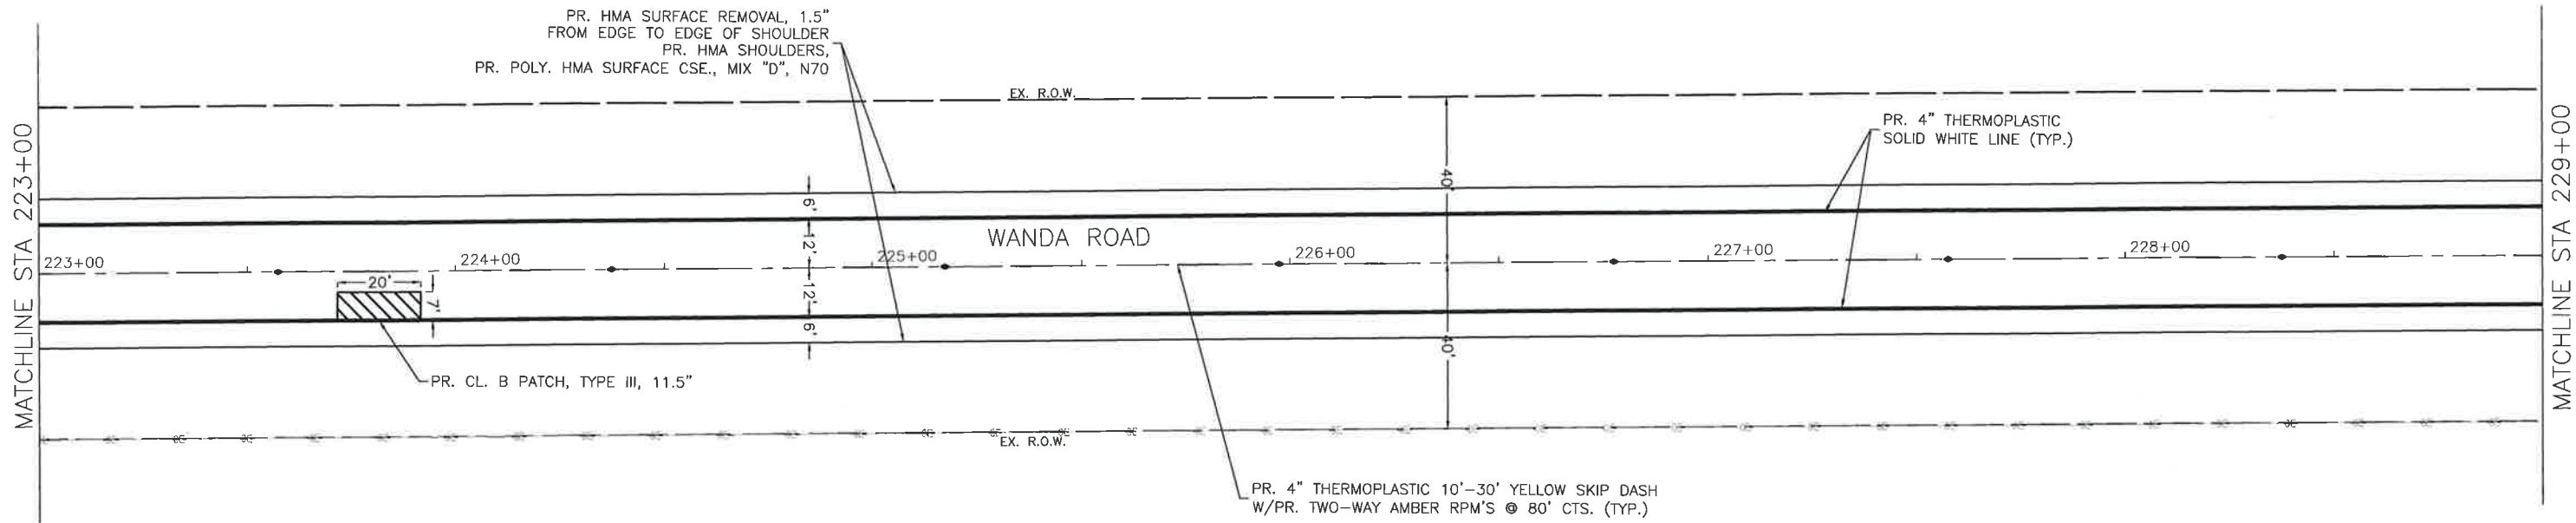 PR. HMA SURFACE REMOVAL, 1.5"
FROM EDGE TO EDGE OF SHOULDER
PR. HMA SHOULDERS,
PR. POLY. HMA SURFACE CSE., MIX "D", N70
EX. R.O.W.
PR. 4" THERMOPLASTIC
SOLID WHITE LINE (TYP.)
MATCHLINE STA 223+00
MATCHLINE STA 229+00
40'
6'
12'
WANDA ROAD
223+00
224+00
225+00
226+00
227+00
228+00
20'
7'
12'
6'
40'
PR. CL. B PATCH, TYPE III, 11.5"
EX. R.O.W.
PR. 4" THERMOPLASTIC 10'-30' YELLOW SKIP DASH
W/PR. TWO-WAY AMBER RPM'S @ 80' CTS. (TYP.)